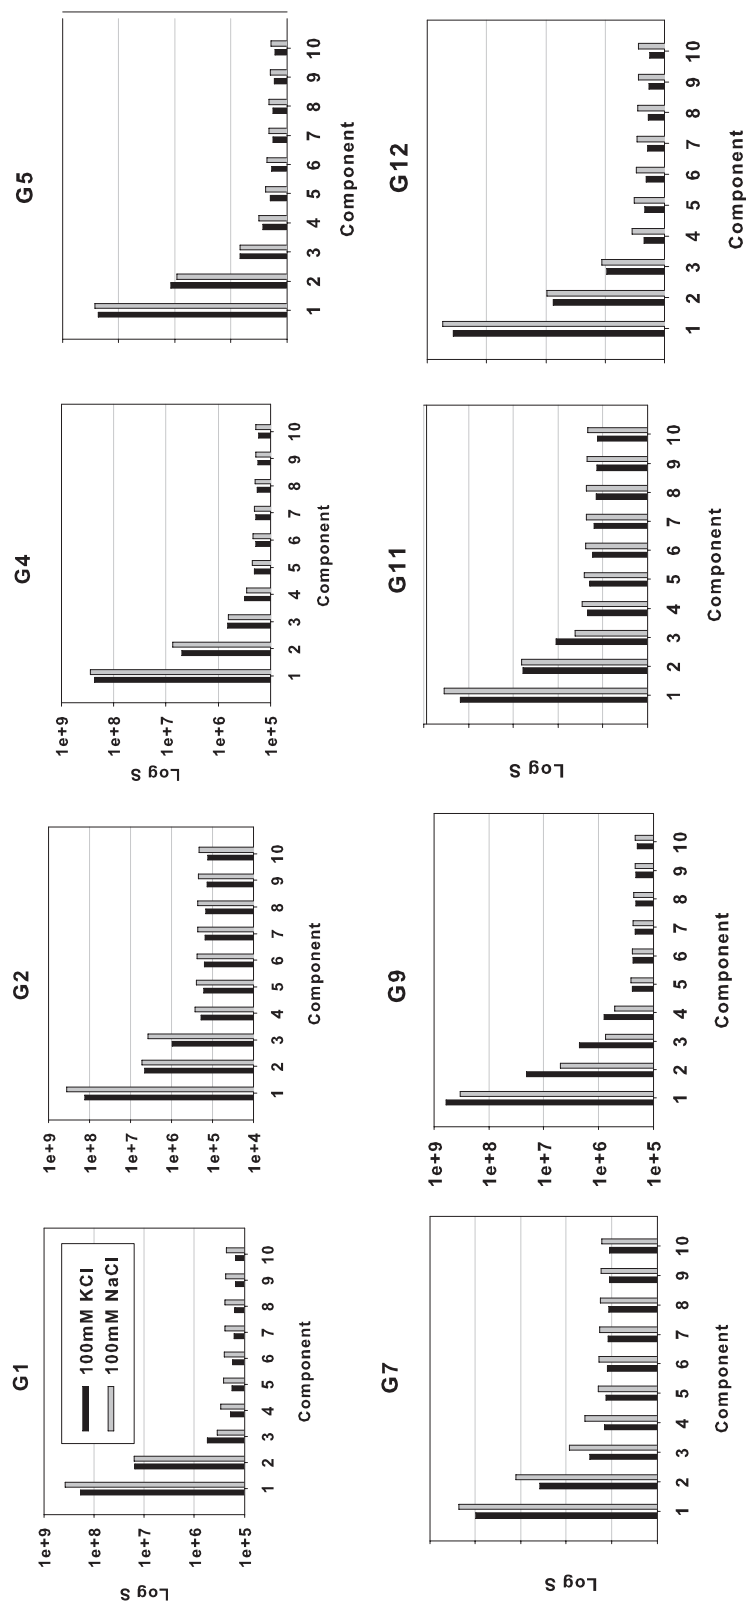 G1
1e+9
1e+8
1e+7
1e+6
1e+5
Log S
100mM KCl
100mM NaCl
1 2 3 4 5 6 7 8 9 10
Component
G2
1e+9
1e+8
1e+7
1e+6
1e+5
1e+4
1 2 3 4 5 6 7 8 9 10
Component
G4
1e+9
1e+8
1e+7
1e+6
1e+5
Log S
1 2 3 4 5 6 7 8 9 10
Component
G5
1 2 3 4 5 6 7 8 9 10
Component
G7
Log S
1 2 3 4 5 6 7 8 9 10
Component
G9
1e+9
1e+8
1e+7
1e+6
1e+5
1 2 3 4 5 6 7 8 9 10
Component
G11
Log S
1 2 3 4 5 6 7 8 9 10
Component
G12
1 2 3 4 5 6 7 8 9 10
Component